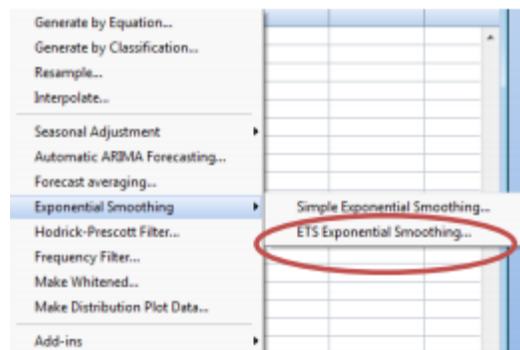 Generate by Equation...
Generate by Classification...
Resample...
Interpolate...
Seasonal Adjustment
Automatic ARIMA Forecasting...
Forecast averaging...
Exponential Smoothing
Simple Exponential Smoothing...
Hodrick-Prescott Filter...
ETS Exponential Smoothing...
Frequency Filter...
Make Whitened...
Make Distribution Plot Data...
Add-ins